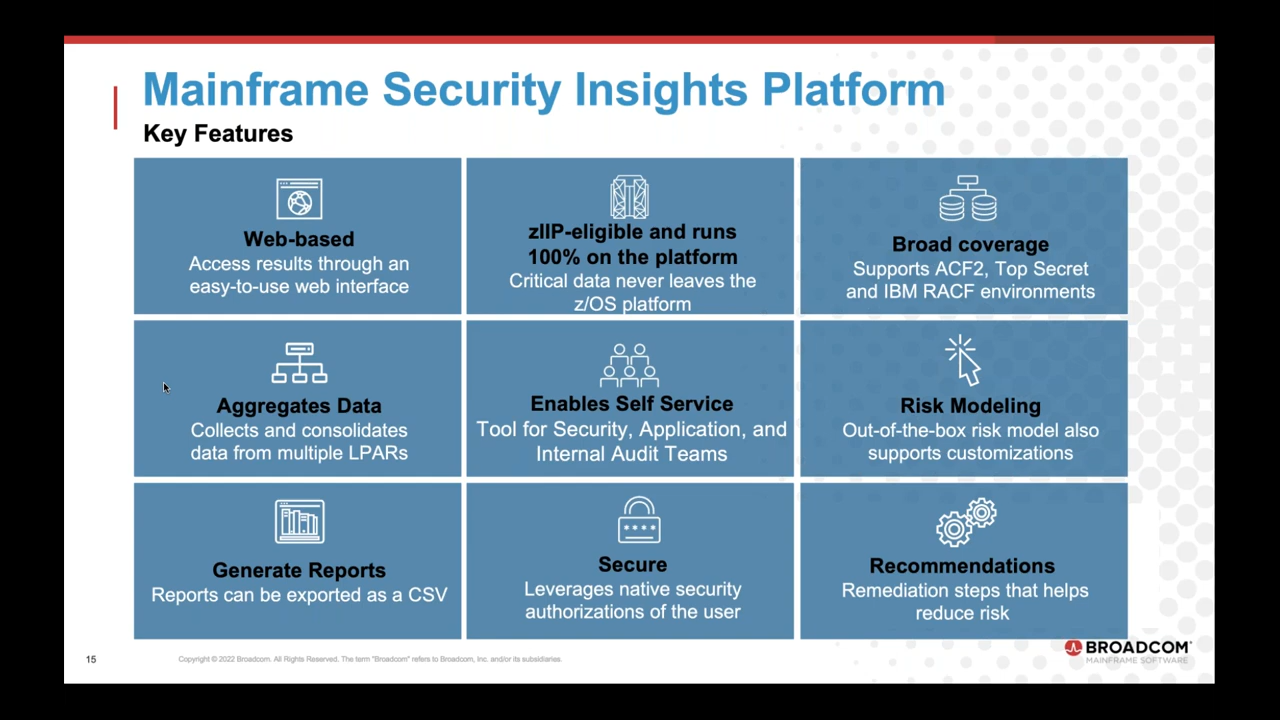 Mainframe Security Insights Platform
Key Features
Web-based
Access results through an
easy-to-use web interface
zIIP-eligible and runs
100% on the platform
Critical data never leaves the
z/OS platform
Broad coverage
Supports ACF2, Top Secret
and IBM RACF environments
Aggregates Data
Collects and consolidates
data from multiple LPARs
Enables Self Service
Tool for Security, Application, and
Internal Audit Teams
Risk Modeling
Out-of-the-box risk model also
supports customizations
Generate Reports
Reports can be exported as a CSV
Secure
Leverages native security
authorizations of the user
Recommendations
Remediation steps that helps
reduce risk
15
Copyright © 2022 Broadcom. All Rights Reserved. The term "Broadcom" refers to Broadcom, Inc. and/or its subsidiaries.
BROADCOM®
MAINFRAME SOFTWARE